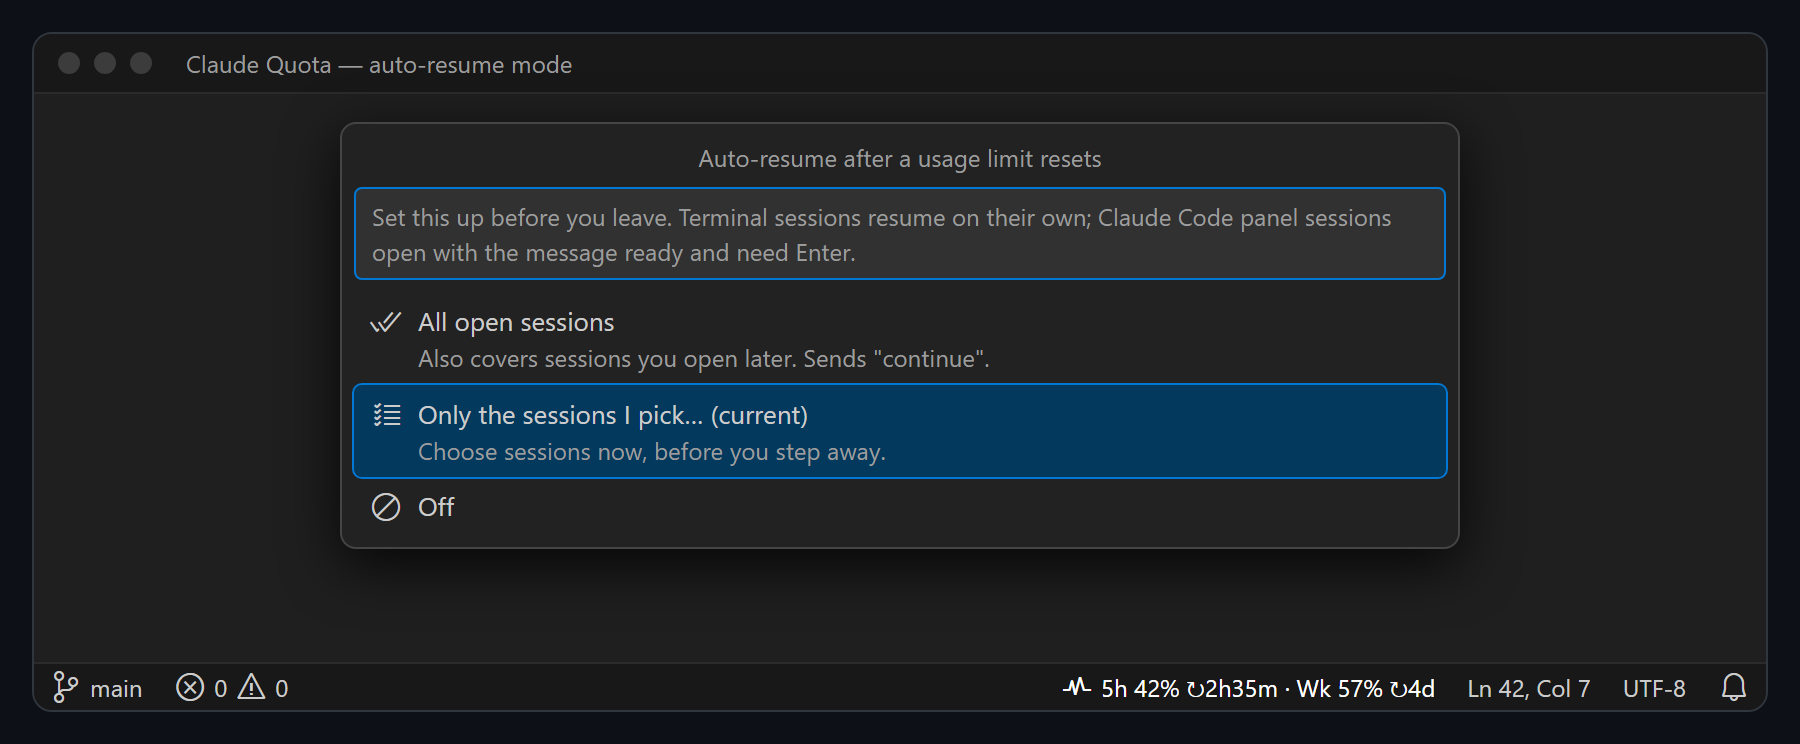 Claude Quota — auto-resume mode
Auto-resume after a usage limit resets
Set this up before you leave. Terminal sessions resume on their own; Claude Code panel sessions
open with the message ready and need Enter.
All open sessions
Also covers sessions you open later. Sends "continue".
Only the sessions I pick... (current)
Choose sessions now, before you step away.
Off
main 0 0 5h 42% ↻2h35m · Wk 57% ↻4d Ln 42, Col 7 UTF-8